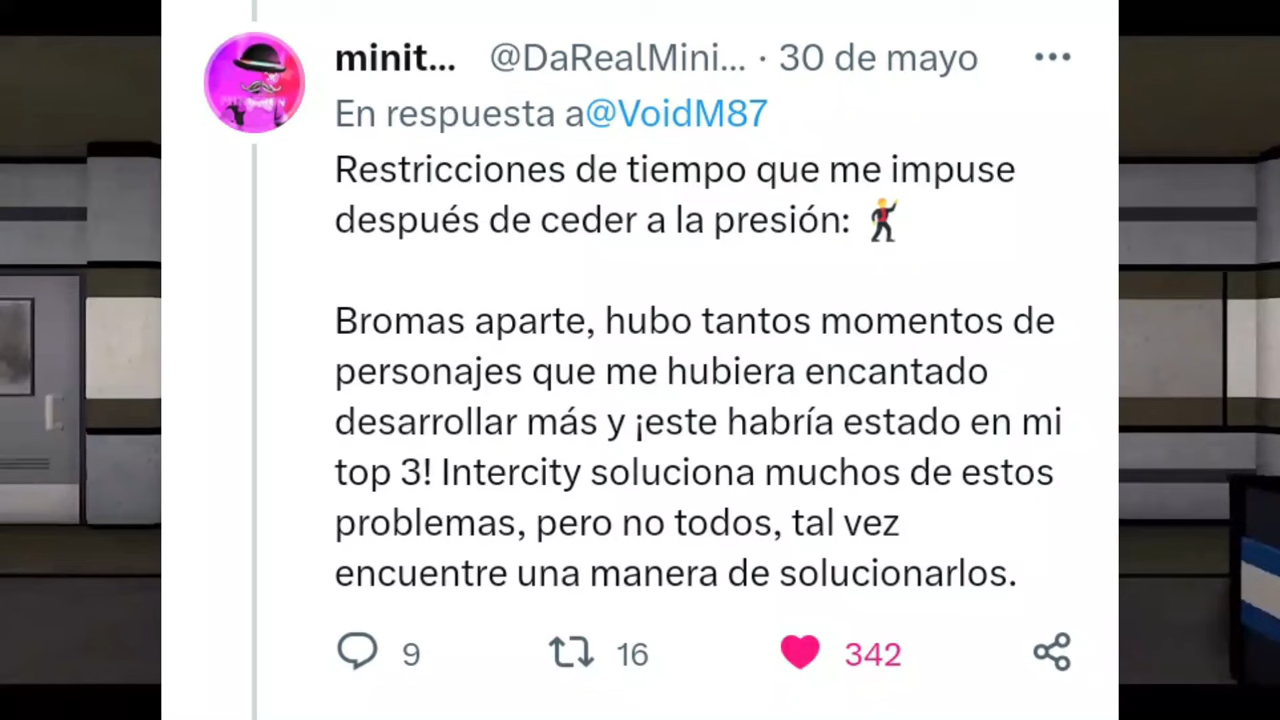 minit... @DaRealMini... · 30 de mayo
En respuesta a@VoidM87
Restricciones de tiempo que me impuse
después de ceder a la presión: 🕺
Bromas aparte, hubo tantos momentos de
personajes que me hubiera encantado
desarrollar más y ¡este habría estado en mi
top 3! Intercity soluciona muchos de estos
problemas, pero no todos, tal vez
encuentre una manera de solucionarlos.
9 16 342